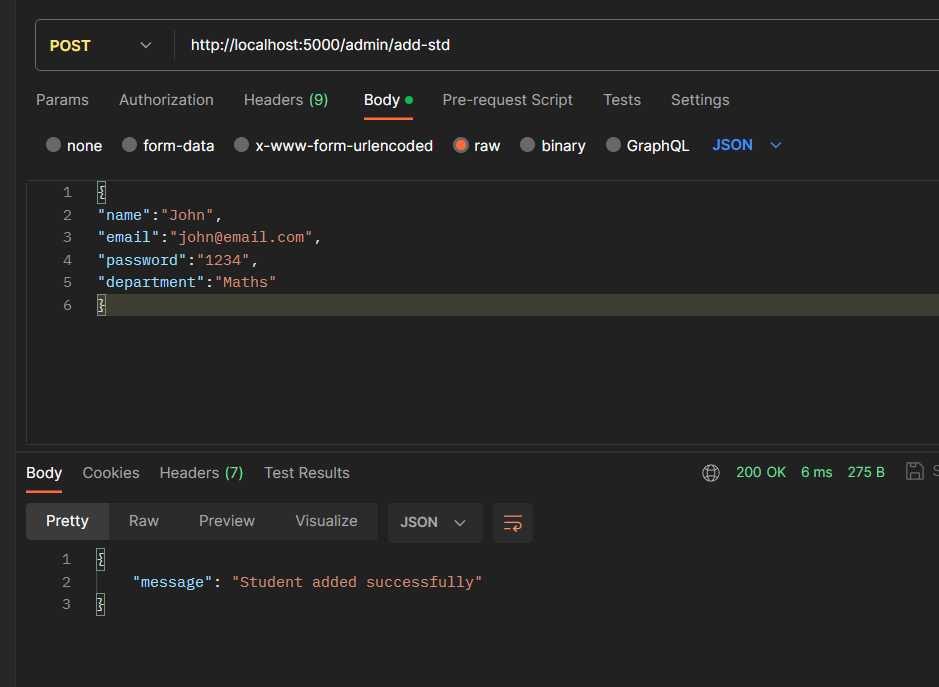 POST http://localhost:5000/admin/add-std
Params Authorization Headers (9) Body Pre-request Script Tests Settings
none form-data x-www-form-urlencoded raw binary GraphQL JSON
1 {
2 "name":"John",
3 "email":"john@email.com",
4 "password":"1234",
5 "department":"Maths"
6 }
Body Cookies Headers (7) Test Results 200 OK 6 ms 275 B S
Pretty Raw Preview Visualize JSON
1 {
2 "message": "Student added successfully"
3 }